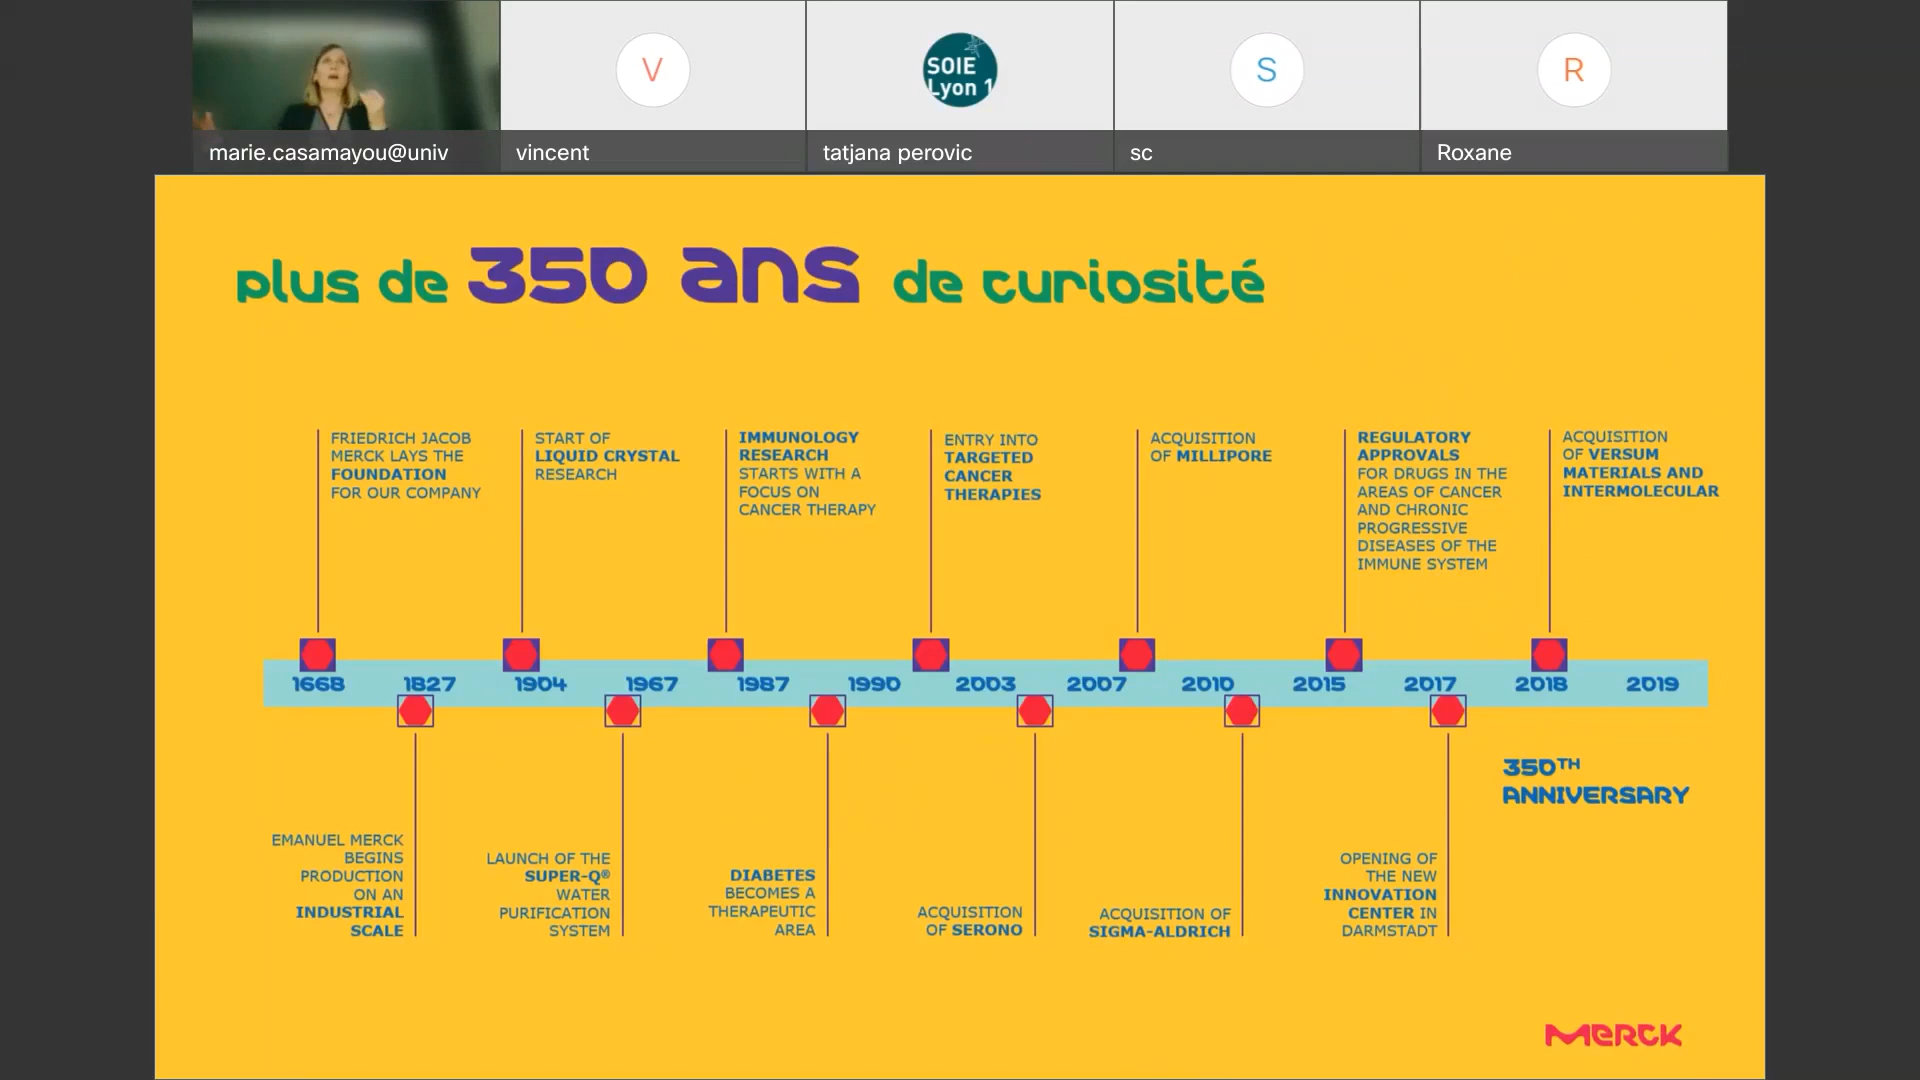 V
SOIE
Lyon 1
S
R
marie.casamayou@univ
vincent
tatjana perovic
sc
Roxane
plus de 350 ans de curiosité
FRIEDRICH JACOB
MERCK LAYS THE
FOUNDATION
FOR OUR COMPANY
START OF
LIQUID CRYSTAL
RESEARCH
IMMUNOLOGY
RESEARCH
STARTS WITH A
FOCUS ON
CANCER THERAPY
ENTRY INTO
TARGETED
CANCER
THERAPIES
ACQUISITION
OF MILLIPORE
REGULATORY
APPROVALS
FOR DRUGS IN THE
AREAS OF CANCER
AND CHRONIC
PROGRESSIVE
DISEASES OF THE
IMMUNE SYSTEM
ACQUISITION
OF VERSUM
MATERIALS AND
INTERMOLECULAR
1668 1827 1904 1967 1987 1990 2003 2007 2010 2015 2017 2018 2019
EMANUEL MERCK
BEGINS
PRODUCTION
ON AN
INDUSTRIAL
SCALE
LAUNCH OF THE
SUPER-Q®
WATER
PURIFICATION
SYSTEM
DIABETES
BECOMES A
THERAPEUTIC
AREA
ACQUISITION
OF SERONO
ACQUISITION OF
SIGMA-ALDRICH
OPENING OF
THE NEW
INNOVATION
CENTER IN
DARMSTADT
350TH
ANNIVERSARY
MERCK